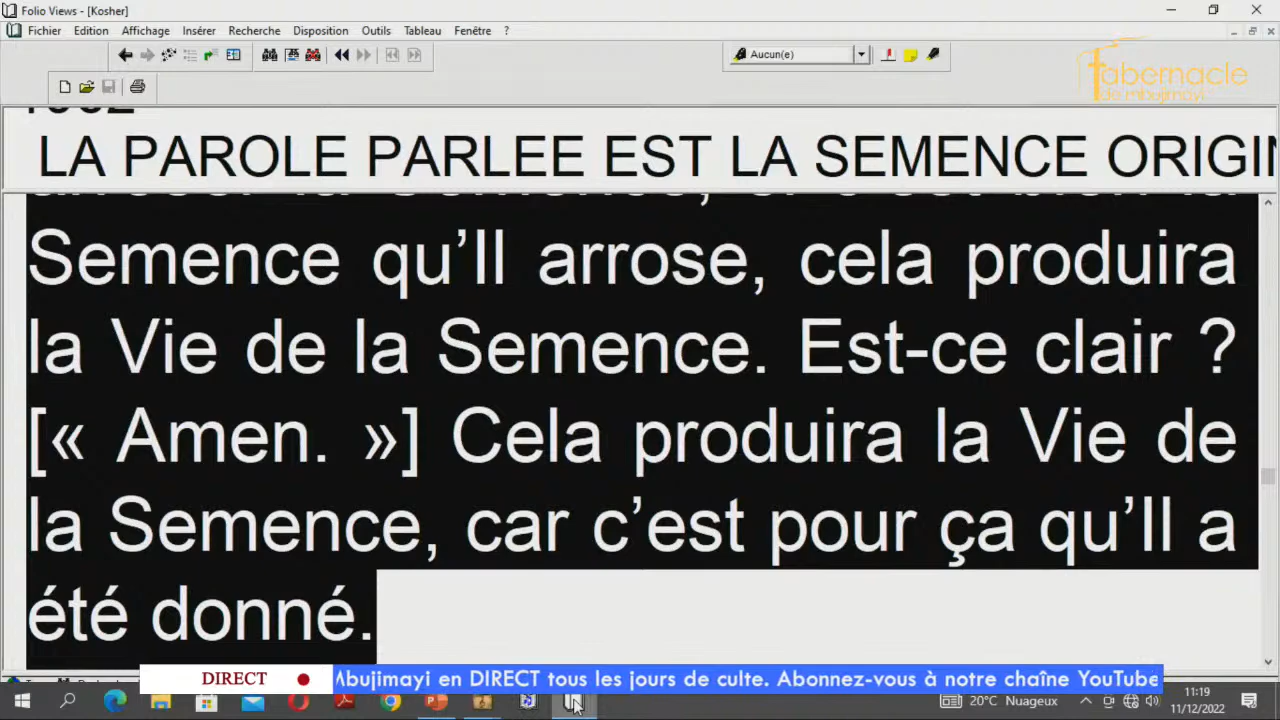 Folio Views - [Kosher]
Fichier Edition Affichage Insérer Recherche Disposition Outils Tableau Fenêtre ?
Aucun(e)
tabernacle
de mbujimayi
LA PAROLE PARLEE EST LA SEMENCE ORIGIN
Semence qu’Il arrose, cela produira
la Vie de la Semence. Est-ce clair ?
[« Amen. »] Cela produira la Vie de
la Semence, car c’est pour ça qu’Il a
été donné.
DIRECT
Mbujimayi en DIRECT tous les jours de culte. Abonnez-vous à notre chaîne YouTube
20°C Nuageux
11:19
11/12/2022